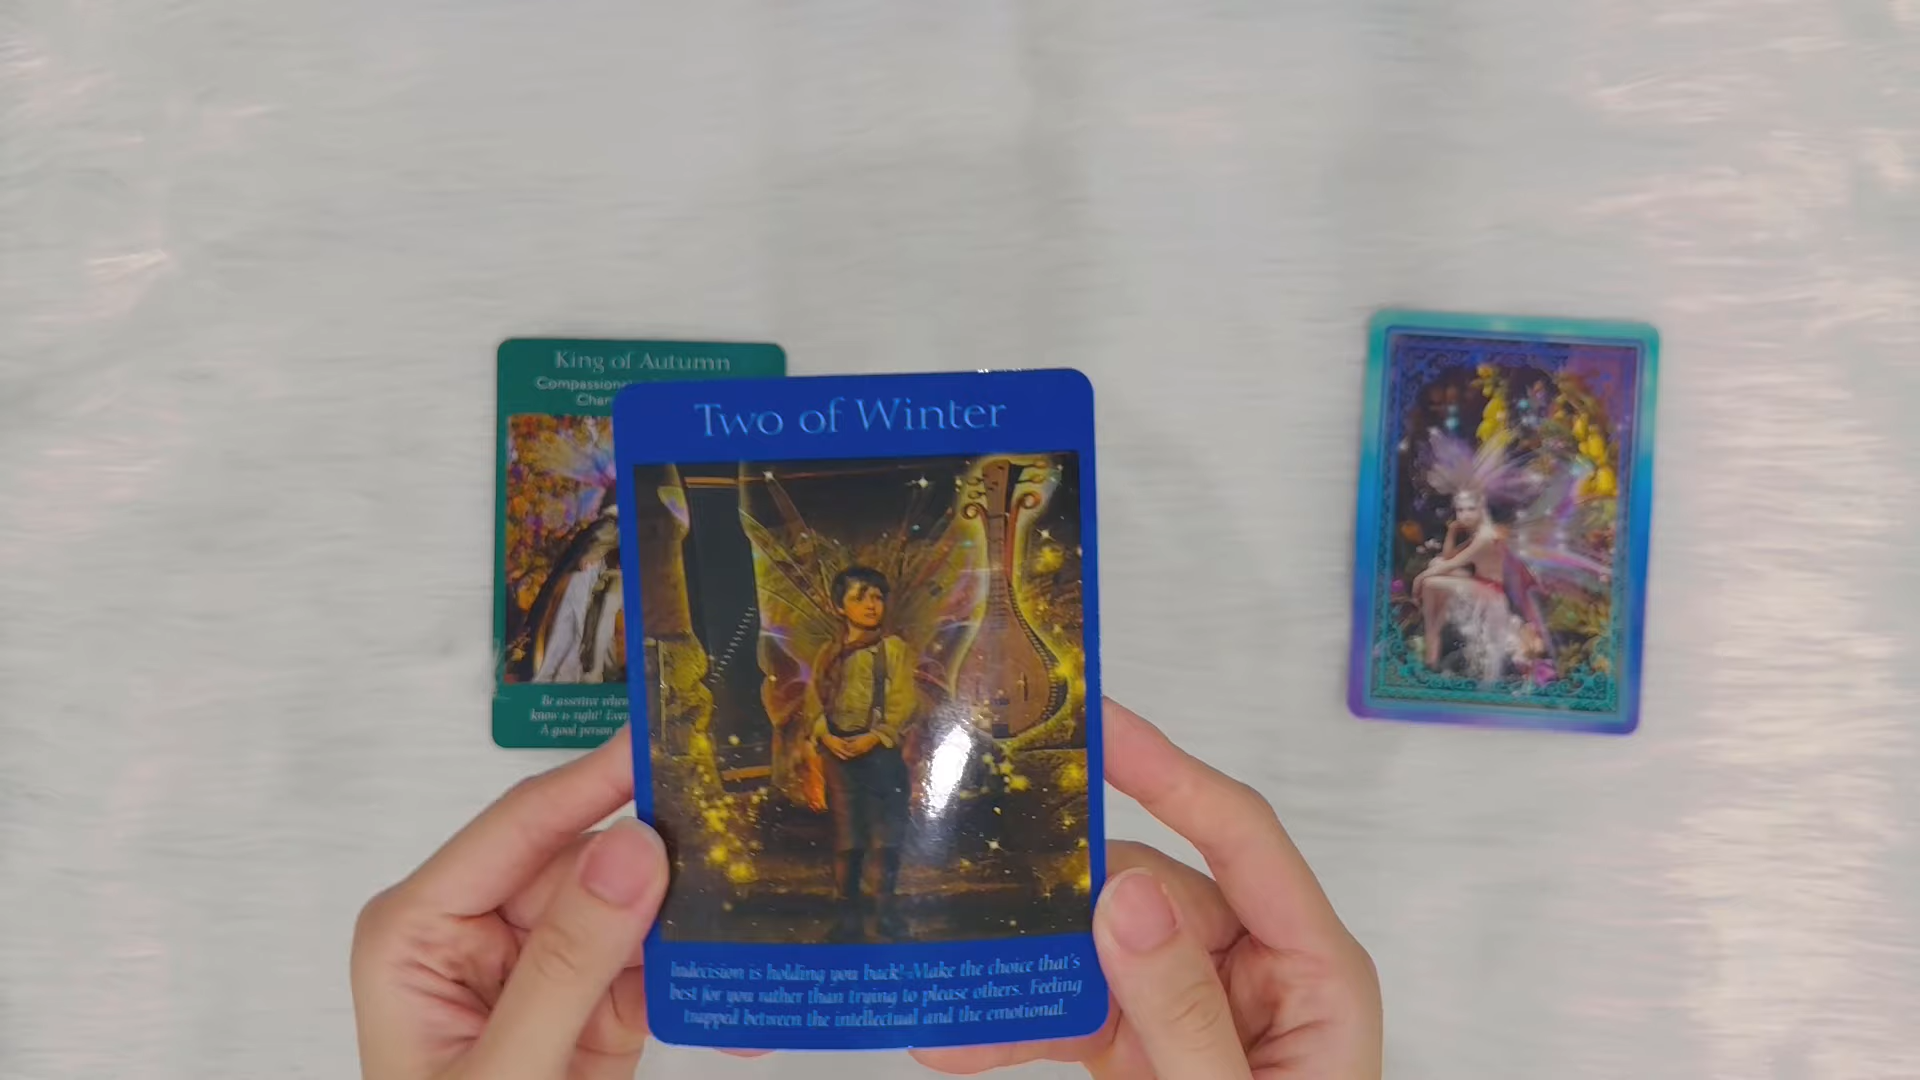 King of Autumn
Be assertive when
know is right! Ever
A good person
Two of Winter
Indecision is holding you back! Make the choice that's
best for you rather than trying to please others. Feeling
trapped between the intellectual and the emotional.